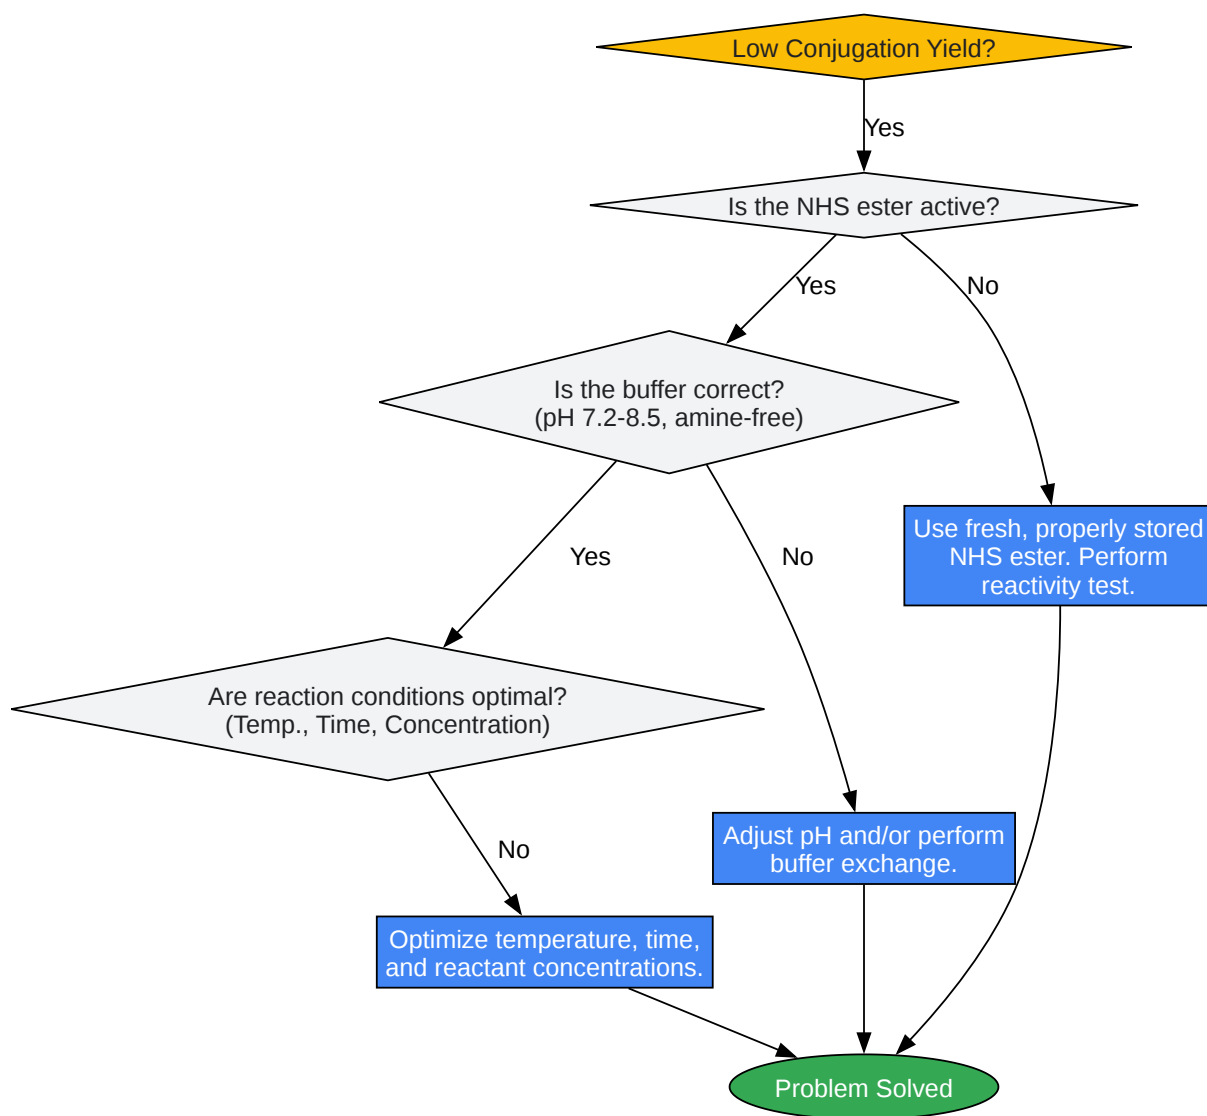 Low Conjugation Yield?
Yes
Is the NHS ester active?
Yes
No
Is the buffer correct?
(pH 7.2-8.5, amine-free)
Use fresh, properly stored
NHS ester. Perform
reactivity test.
Yes
No
Are reaction conditions optimal?
(Temp., Time, Concentration)
Adjust pH and/or perform
buffer exchange.
No
Optimize temperature, time,
and reactant concentrations.
Problem Solved